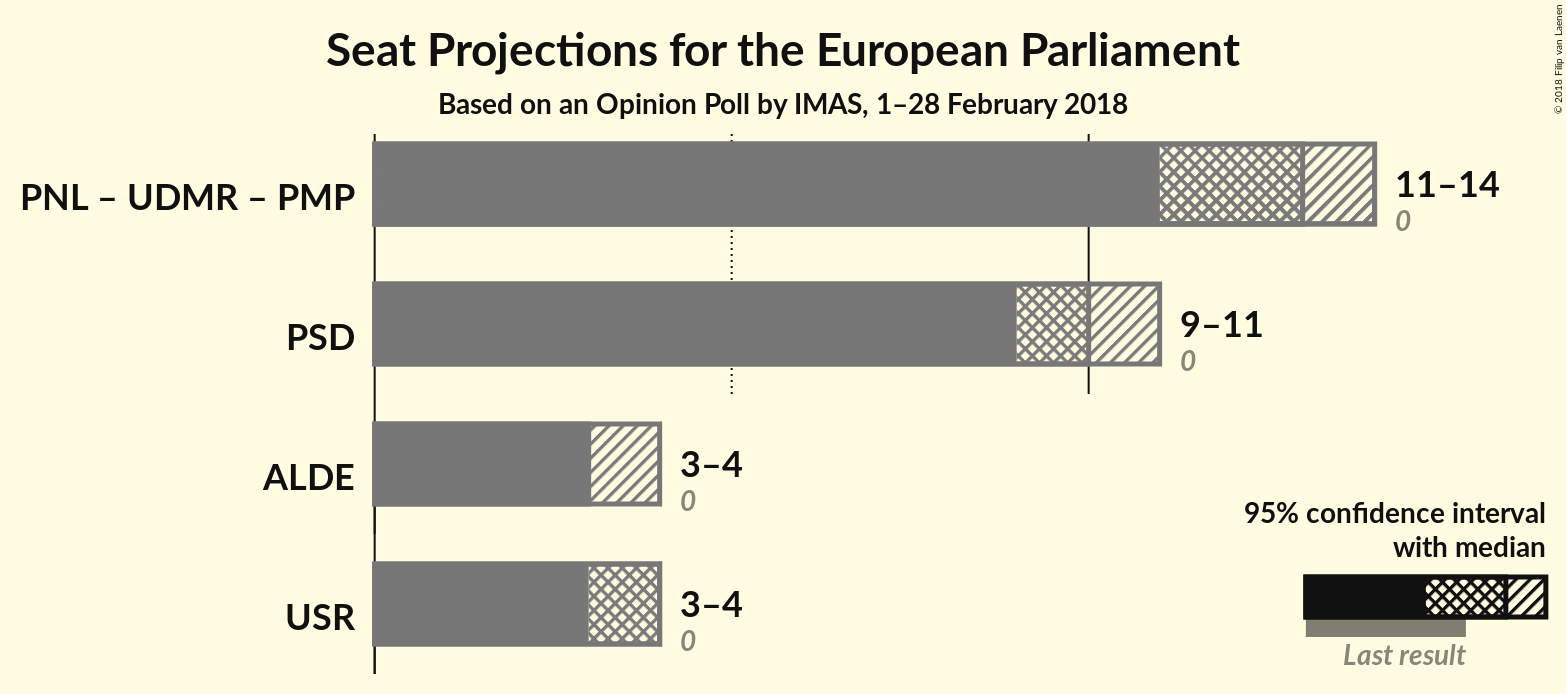 Seat Projections for the European Parliament
Based on an Opinion Poll by IMAS, 1–28 February 2018
© 2018 Filip van Laenen
PNL – UDMR – PMP
11–14
0
PSD
9–11
0
ALDE
3–4
0
USR
3–4
0
95% confidence interval
with median
Last result